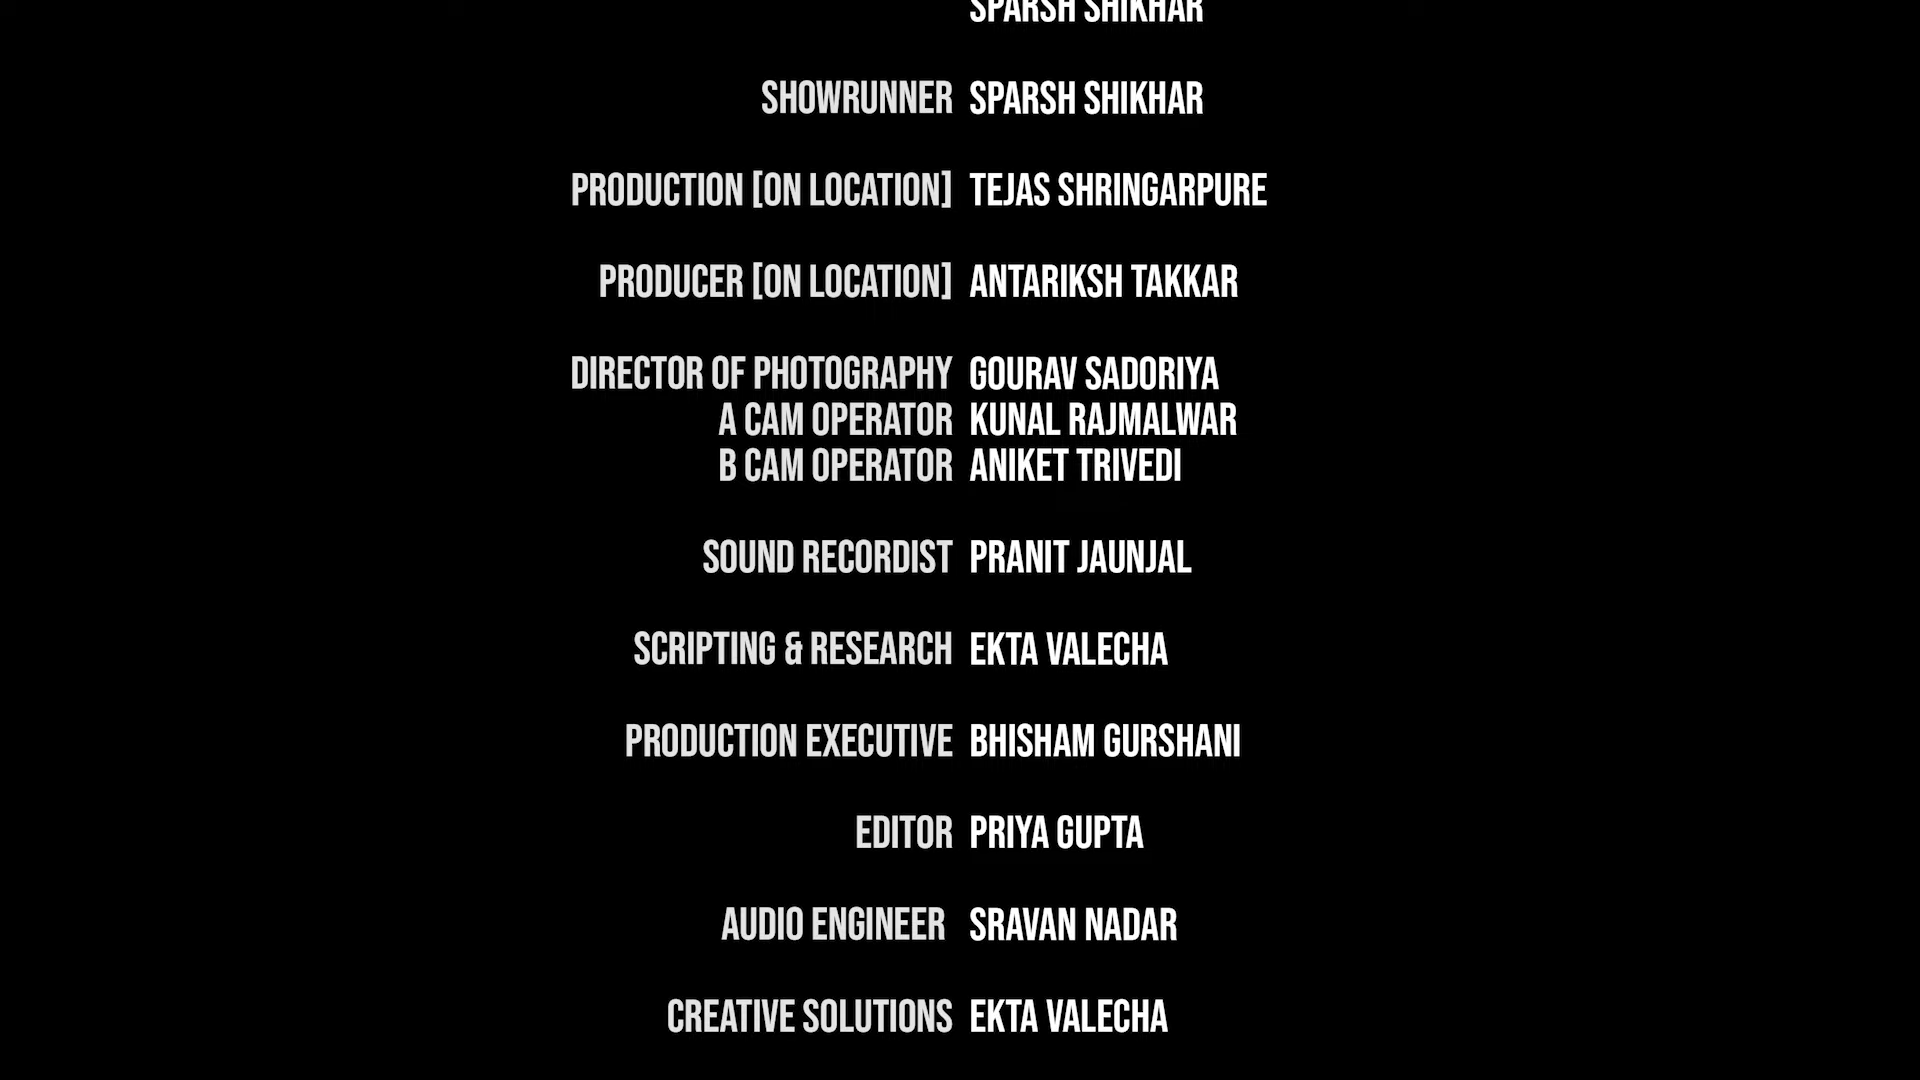 SPARSH SHIKHAR
SHOWRUNNER SPARSH SHIKHAR
PRODUCTION [ON LOCATION] TEJAS SHRINGARPURE
PRODUCER [ON LOCATION] ANTARIKSH TAKKAR
DIRECTOR OF PHOTOGRAPHY GOURAV SADORIYA
A CAM OPERATOR KUNAL RAJMALWAR
B CAM OPERATOR ANIKET TRIVEDI
SOUND RECORDIST PRANIT JAUNJAL
SCRIPTING & RESEARCH EKTA VALECHA
PRODUCTION EXECUTIVE BHISHAM GURSHANI
EDITOR PRIYA GUPTA
AUDIO ENGINEER SRAVAN NADAR
CREATIVE SOLUTIONS EKTA VALECHA